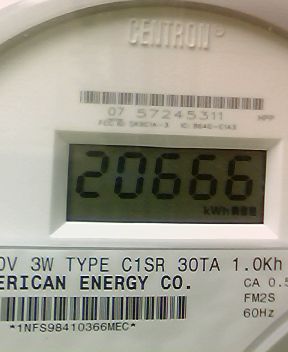 CENTRON
07 57245311
HPP
20666
kWh
0V 3W TYPE C1SR 30TA 1.0Kh
ERICAN ENERGY CO.
CA 0.5
FM2S
60Hz
*1NFS98410366MEC*